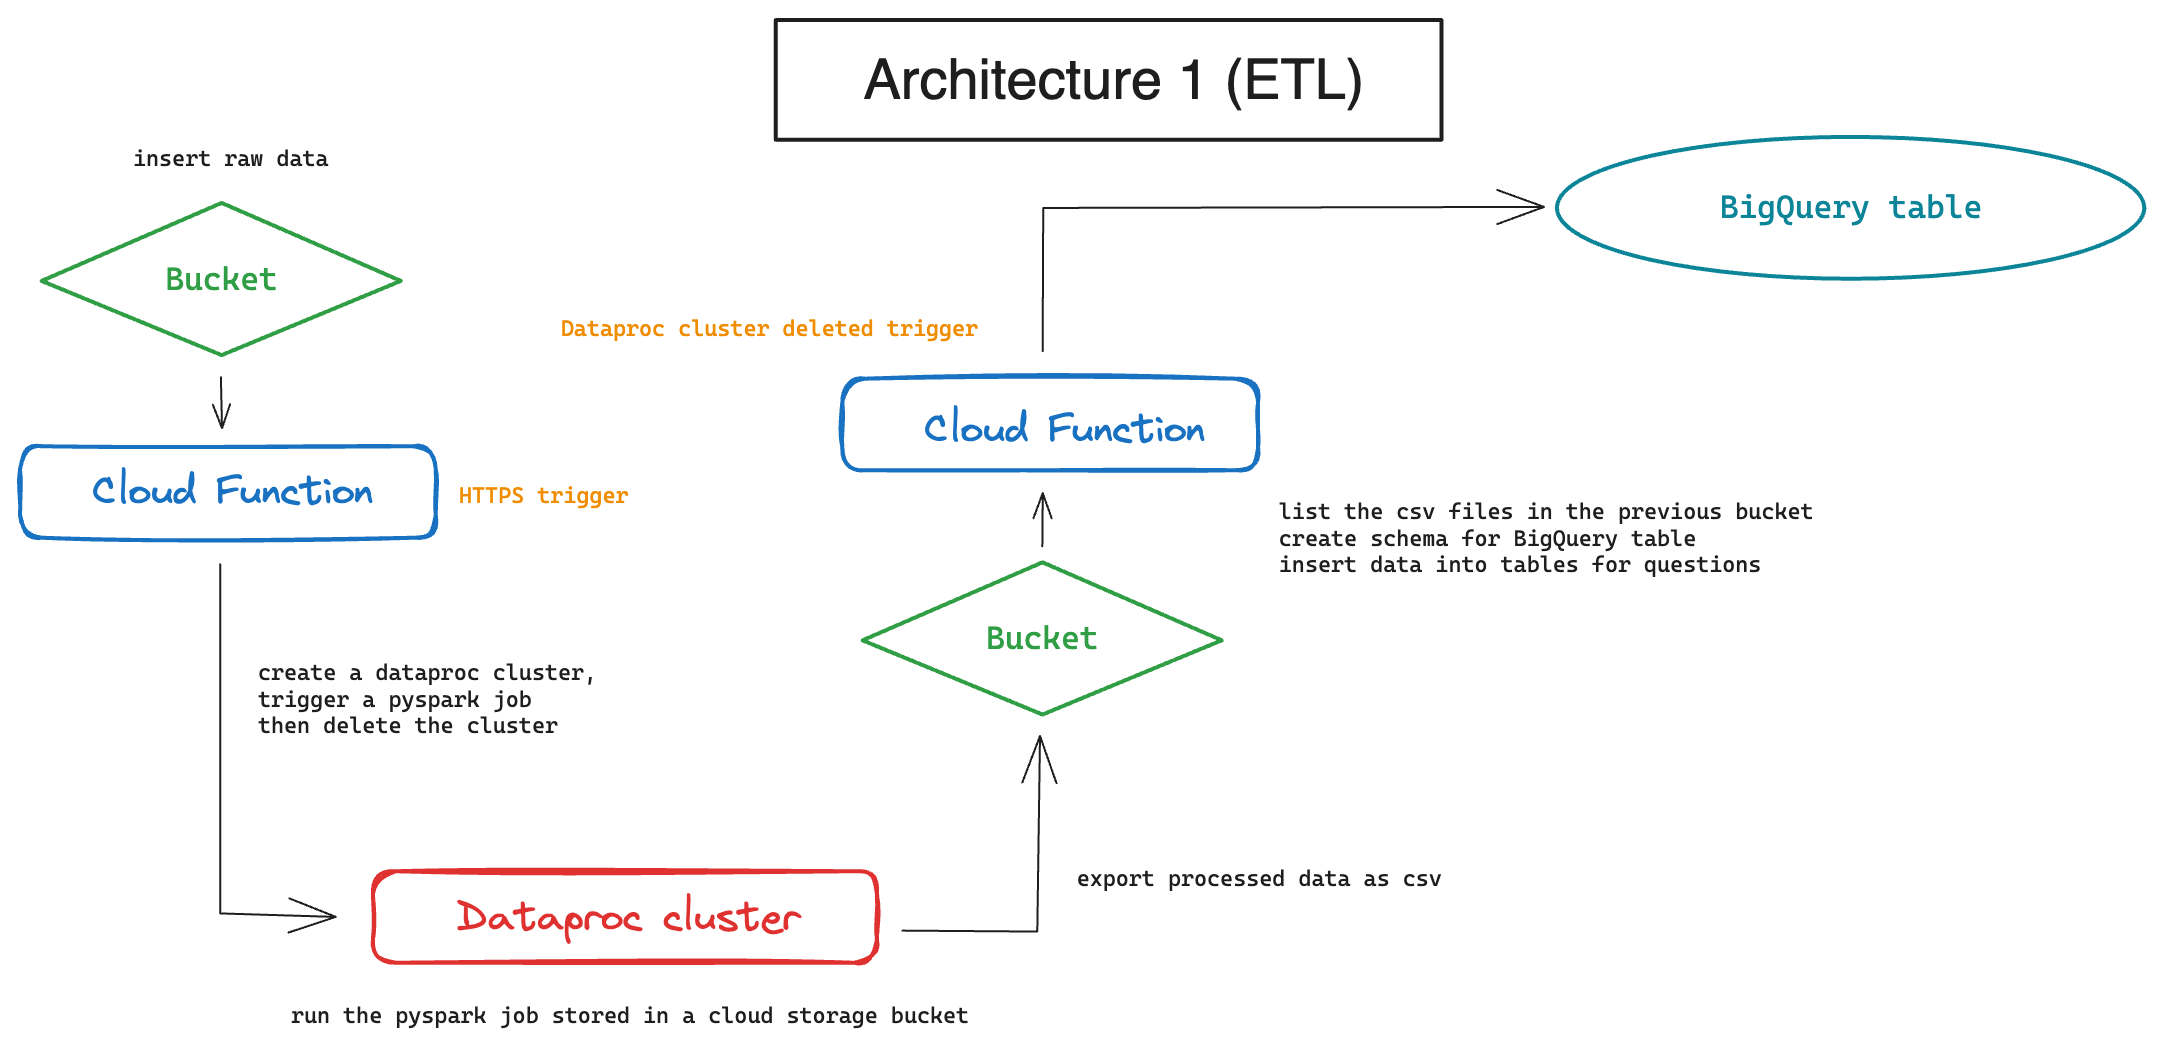 Architecture 1 (ETL)
insert raw data
Bucket
Cloud Function
HTTPS trigger
create a dataproc cluster,
trigger a pyspark job
then delete the cluster
Dataproc cluster
run the pyspark job stored in a cloud storage bucket
export processed data as csv
Bucket
list the csv files in the previous bucket
create schema for BigQuery table
insert data into tables for questions
Cloud Function
Dataproc cluster deleted trigger
BigQuery table